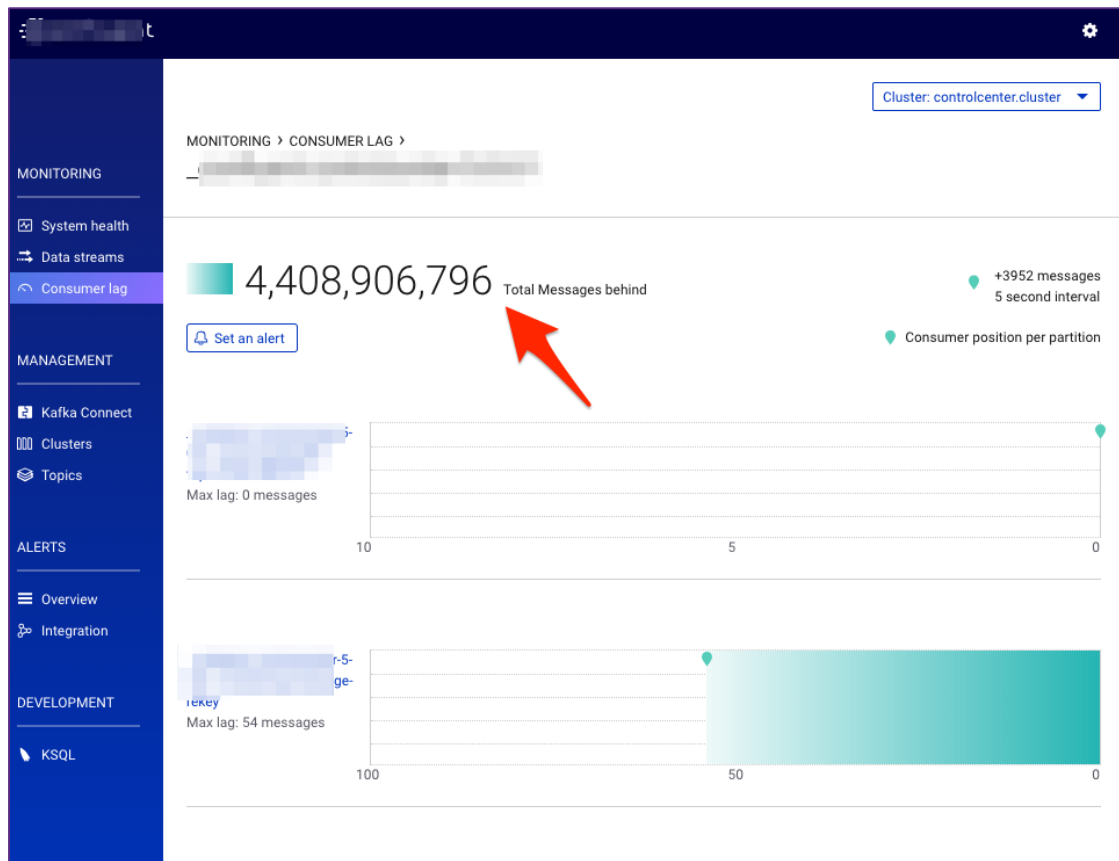 t
Cluster: controlcenter.cluster
MONITORING > CONSUMER LAG >
MONITORING
System health
Data streams
Consumer lag
MANAGEMENT
Kafka Connect
Clusters
Topics
ALERTS
Overview
Integration
DEVELOPMENT
KSQL
4,408,906,796 Total Messages behind
+3952 messages
5 second interval
Set an alert
Consumer position per partition
5-
Max lag: 0 messages
10 5 0
r-5-
ge-
rekey
Max lag: 54 messages
100 50 0